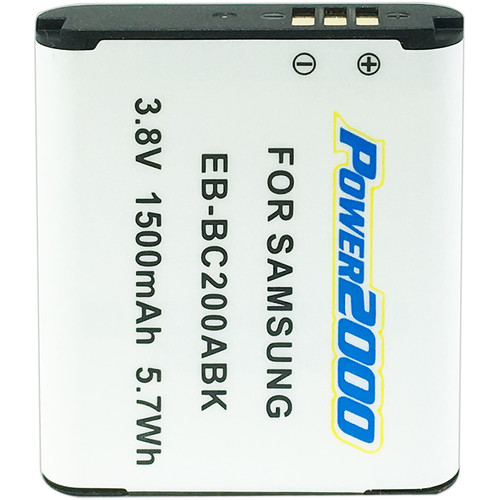 POWER2000
FOR SAMSUNG
EB-BC200ABK
3.8V 1500mAh 5.7Wh
- +